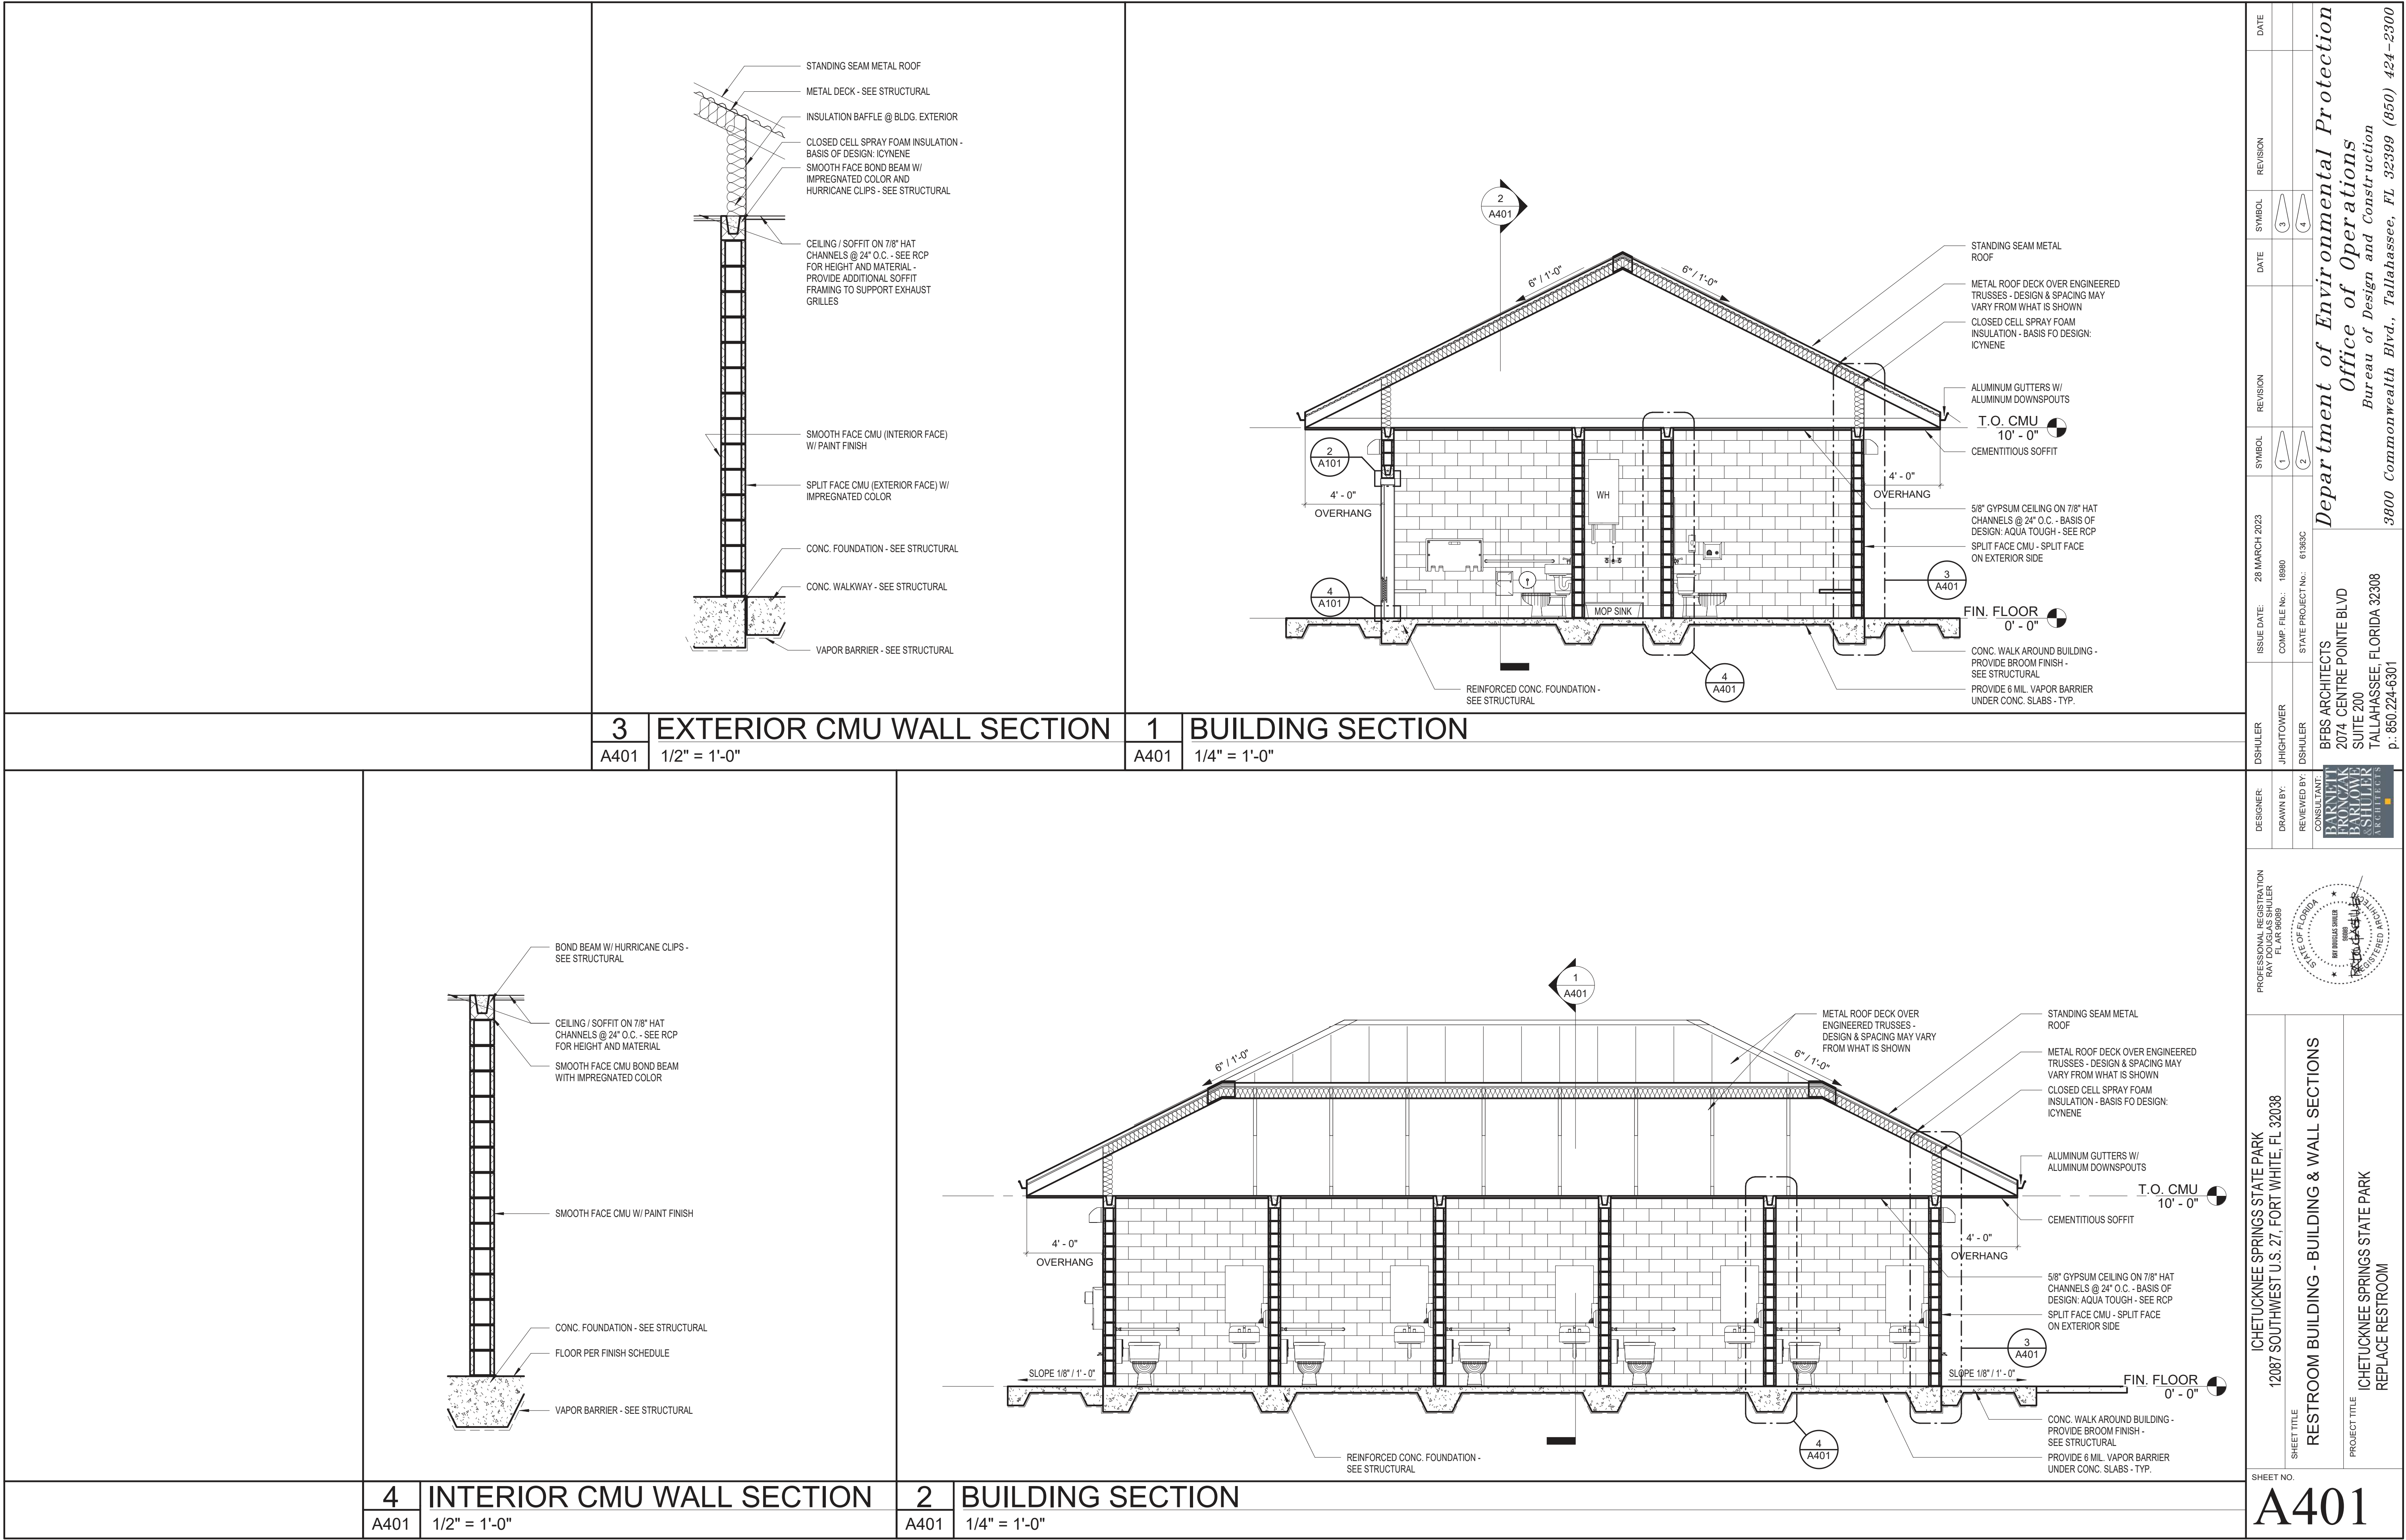 STANDING SEAM METAL ROOF
METAL DECK - SEE STRUCTURAL
INSULATION BAFFLE @ BLDG. EXTERIOR
CLOSED CELL SPRAY FOAM INSULATION -
BASIS OF DESIGN: ICYNENE
SMOOTH FACE BOND BEAM W/
IMPREGNATED COLOR AND
HURRICANE CLIPS - SEE STRUCTURAL
CEILING / SOFFIT ON 7/8" HAT
CHANNELS @ 24" O.C. - SEE RCP
FOR HEIGHT AND MATERIAL -
PROVIDE ADDITIONAL SOFFIT
FRAMING TO SUPPORT EXHAUST
GRILLES
SMOOTH FACE CMU (INTERIOR FACE)
W/ PAINT FINISH
SPLIT FACE CMU (EXTERIOR FACE) W/
IMPREGNATED COLOR
CONC. FOUNDATION - SEE STRUCTURAL
CONC. WALKWAY - SEE STRUCTURAL
VAPOR BARRIER - SEE STRUCTURAL
3
A401
EXTERIOR CMU WALL SECTION
1/2" = 1'-0"
2
A401
6" / 1'-0"
6" / 1'-0"
STANDING SEAM METAL
ROOF
METAL ROOF DECK OVER ENGINEERED
TRUSSES - DESIGN & SPACING MAY
VARY FROM WHAT IS SHOWN
CLOSED CELL SPRAY FOAM
INSULATION - BASIS FO DESIGN:
ICYNENE
ALUMINUM GUTTERS W/
ALUMINUM DOWNSPOUTS
T.O. CMU
10' - 0"
CEMENTITIOUS SOFFIT
2
A101
4' - 0"
OVERHANG
WH
4' - 0"
OVERHANG
5/8" GYPSUM CEILING ON 7/8" HAT
CHANNELS @ 24" O.C. - BASIS OF
DESIGN: AQUA TOUGH - SEE RCP
SPLIT FACE CMU - SPLIT FACE
ON EXTERIOR SIDE
3
A401
4
A101
MOP SINK
FIN. FLOOR
0' - 0"
CONC. WALK AROUND BUILDING -
PROVIDE BROOM FINISH -
SEE STRUCTURAL
4
A401
REINFORCED CONC. FOUNDATION -
SEE STRUCTURAL
PROVIDE 6 MIL. VAPOR BARRIER
UNDER CONC. SLABS - TYP.
1
A401
BUILDING SECTION
1/4" = 1'-0"
BOND BEAM W/ HURRICANE CLIPS -
SEE STRUCTURAL
CEILING / SOFFIT ON 7/8" HAT
CHANNELS @ 24" O.C. - SEE RCP
FOR HEIGHT AND MATERIAL
SMOOTH FACE CMU BOND BEAM
WITH IMPREGNATED COLOR
SMOOTH FACE CMU W/ PAINT FINISH
CONC. FOUNDATION - SEE STRUCTURAL
FLOOR PER FINISH SCHEDULE
VAPOR BARRIER - SEE STRUCTURAL
4
A401
INTERIOR CMU WALL SECTION
1/2" = 1'-0"
1
A401
6" / 1'-0"
METAL ROOF DECK OVER
ENGINEERED TRUSSES -
DESIGN & SPACING MAY VARY
FROM WHAT IS SHOWN
6" / 1'-0"
STANDING SEAM METAL
ROOF
METAL ROOF DECK OVER ENGINEERED
TRUSSES - DESIGN & SPACING MAY
VARY FROM WHAT IS SHOWN
CLOSED CELL SPRAY FOAM
INSULATION - BASIS FO DESIGN:
ICYNENE
ALUMINUM GUTTERS W/
ALUMINUM DOWNSPOUTS
T.O. CMU
10' - 0"
CEMENTITIOUS SOFFIT
4' - 0"
OVERHANG
4' - 0"
OVERHANG
5/8" GYPSUM CEILING ON 7/8" HAT
CHANNELS @ 24" O.C. - BASIS OF
DESIGN: AQUA TOUGH - SEE RCP
SPLIT FACE CMU - SPLIT FACE
ON EXTERIOR SIDE
3
A401
SLOPE 1/8" / 1' - 0"
SLOPE 1/8" / 1' - 0"
FIN. FLOOR
0' - 0"
CONC. WALK AROUND BUILDING -
PROVIDE BROOM FINISH -
SEE STRUCTURAL
4
A401
REINFORCED CONC. FOUNDATION -
SEE STRUCTURAL
PROVIDE 6 MIL. VAPOR BARRIER
UNDER CONC. SLABS - TYP.
2
A401
BUILDING SECTION
1/4" = 1'-0"
SYMBOL REVISION DATE SYMBOL REVISION DATE
1
2
3
4
Department of Environmental Protection
Office of Operations
Bureau of Design and Construction
3800 Commonwealth Blvd., Tallahassee, FL 32399 (850) 424-2300
ISSUE DATE: 28 MARCH 2023
COMP. FILE No.: 18980
STATE PROJECT No.: 61363C
BFBS ARCHITECTS
2074 CENTRE POINTE BLVD
SUITE 200
TALAHASSEE, FLORIDA 32308
p.: 850.224-6301
DESIGNER: DSHULER
DRAWN BY: JHIGHTOWER
REVIEWED BY: DSHULER
CONSULTANT:
BARNETT
FRONCZAK
BARLOWE
& SHULER
ARCHITECTS
PROFESSIONAL REGISTRATION
RAY DOUGLAS SHULER
FL AR 96089
STATE OF FLORIDA
RAY DOUGLAS SHULER
96089
REGISTERED ARCHITECT
ICHETUCKNEE SPRINGS STATE PARK
12087 SOUTHWEST U.S. 27, FORT WHITE, FL 32038
SHEET TITLE
RESTROOM BUILDING - BUILDING & WALL SECTIONS
PROJECT TITLE
ICHETUCKNEE SPRINGS STATE PARK
REPLACE RESTROOM
SHEET NO.
A401